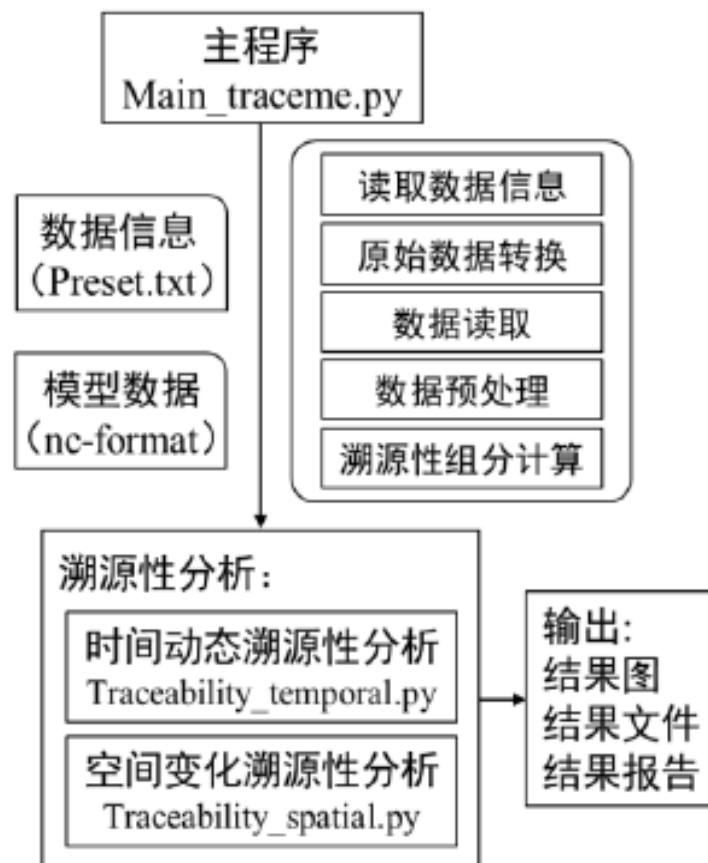 主程序
Main_traceme.py
数据信息
（Preset.txt）
模型数据
（nc-format）
读取数据信息
原始数据转换
数据读取
数据预处理
溯源性组分计算
溯源性分析：
时间动态溯源性分析
Traceability_temporal.py
空间变化溯源性分析
Traceability_spatial.py
输出:
结果图
结果文件
结果报告